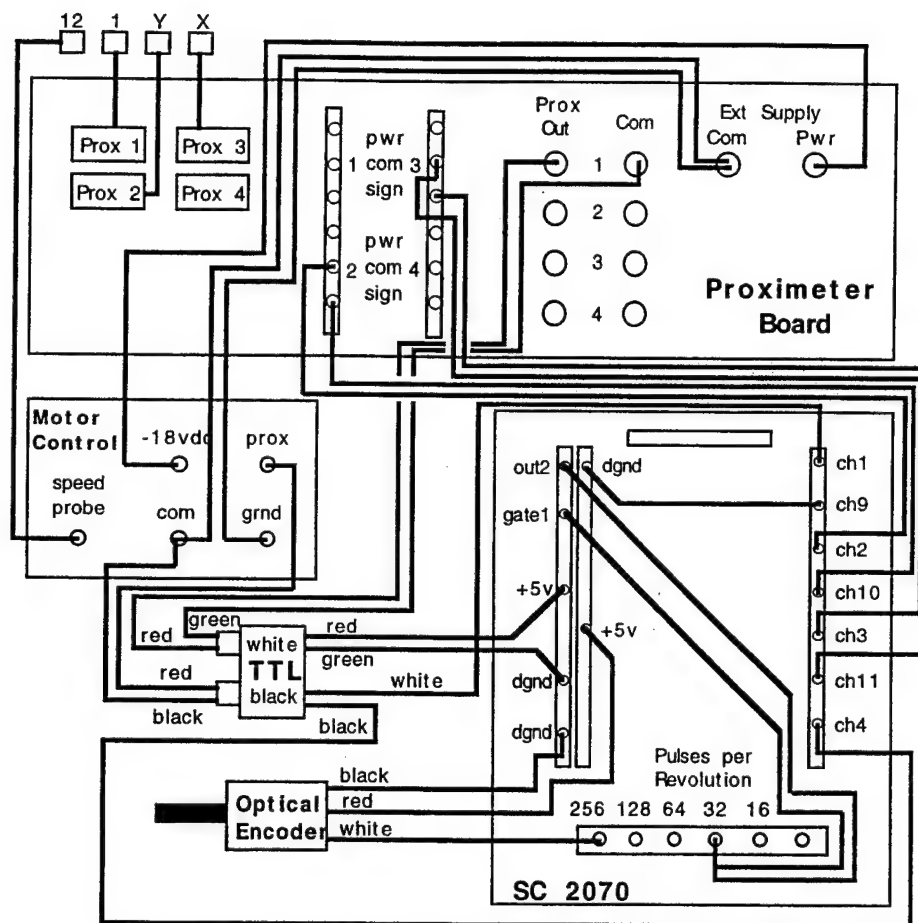 12 1 Y X
Prox 1
Prox 3
Prox 2
Prox 4
pwr
1 com 3
sign
pwr
2 com 4
sign
Prox
Out
Com
1
2
3
4
Ext Supply
Com
Pwr
Proximeter
Board
Motor
Control
-18vdc
prox
speed
probe
com
grnd
out2
dgnd
gate1
+5v
+5v
dgnd
dgnd
ch1
ch9
ch2
ch10
ch3
ch11
ch4
green
red
red
black
white
TTL
black
red
green
white
black
black
red
white
Optical
Encoder
Pulses per
Revolution
256 128 64 32 16
SC 2070